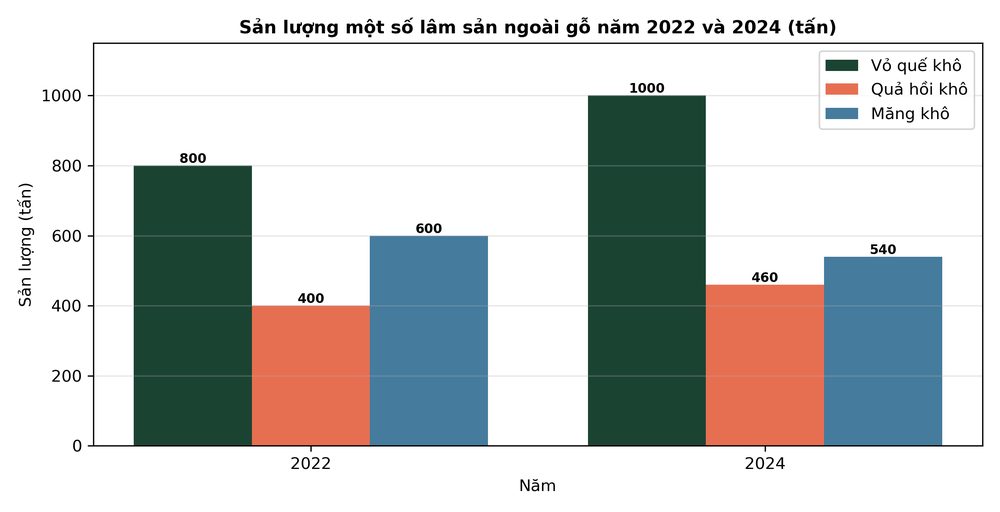 Sản lượng một số lâm sản ngoài gỗ năm 2022 và 2024 (tấn)
Vỏ quế khô
Quả hồi khô
Măng khô
Sản lượng (tấn)
1000
800
600
400
200
0
800
400
600
1000
460
540
2022
2024
Năm